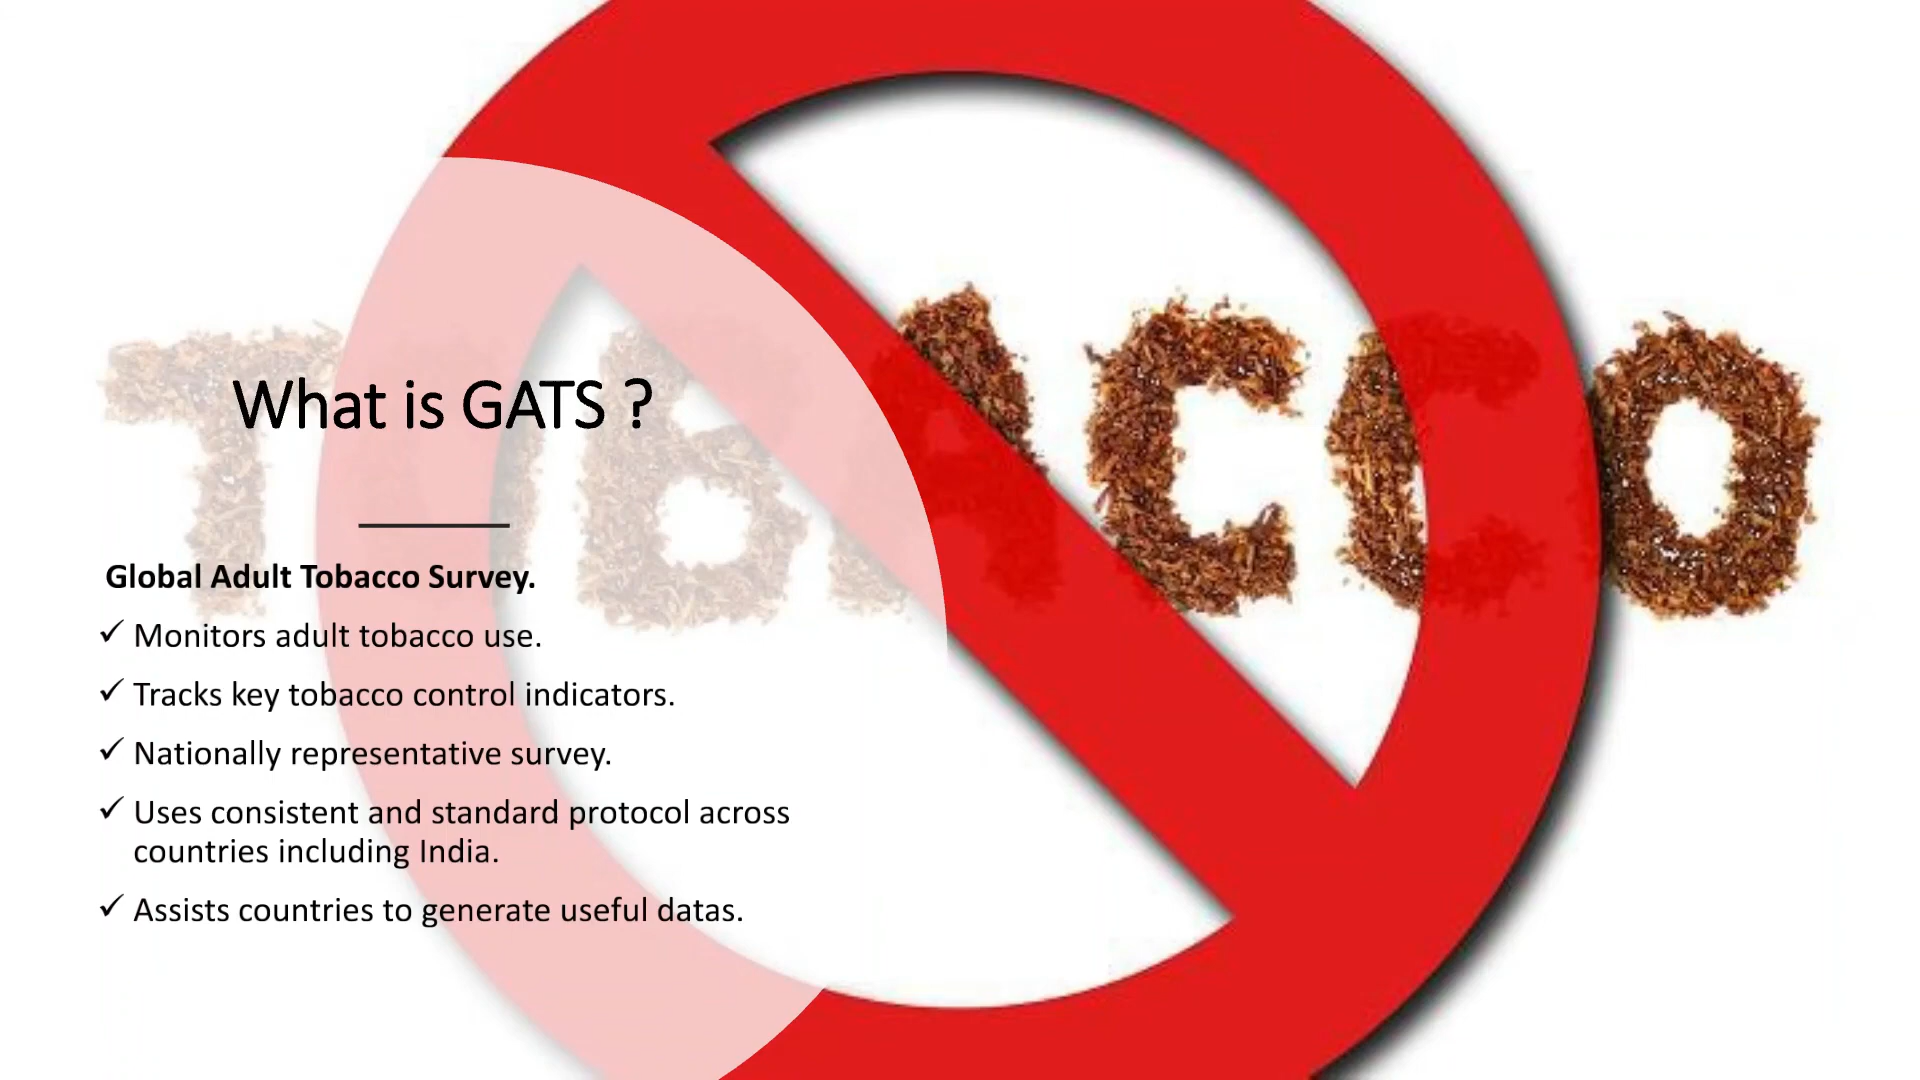 TOBACCO
What is GATS ?
Global Adult Tobacco Survey.
✓ Monitors adult tobacco use.
✓ Tracks key tobacco control indicators.
✓ Nationally representative survey.
✓ Uses consistent and standard protocol across
countries including India.
✓ Assists countries to generate useful datas.